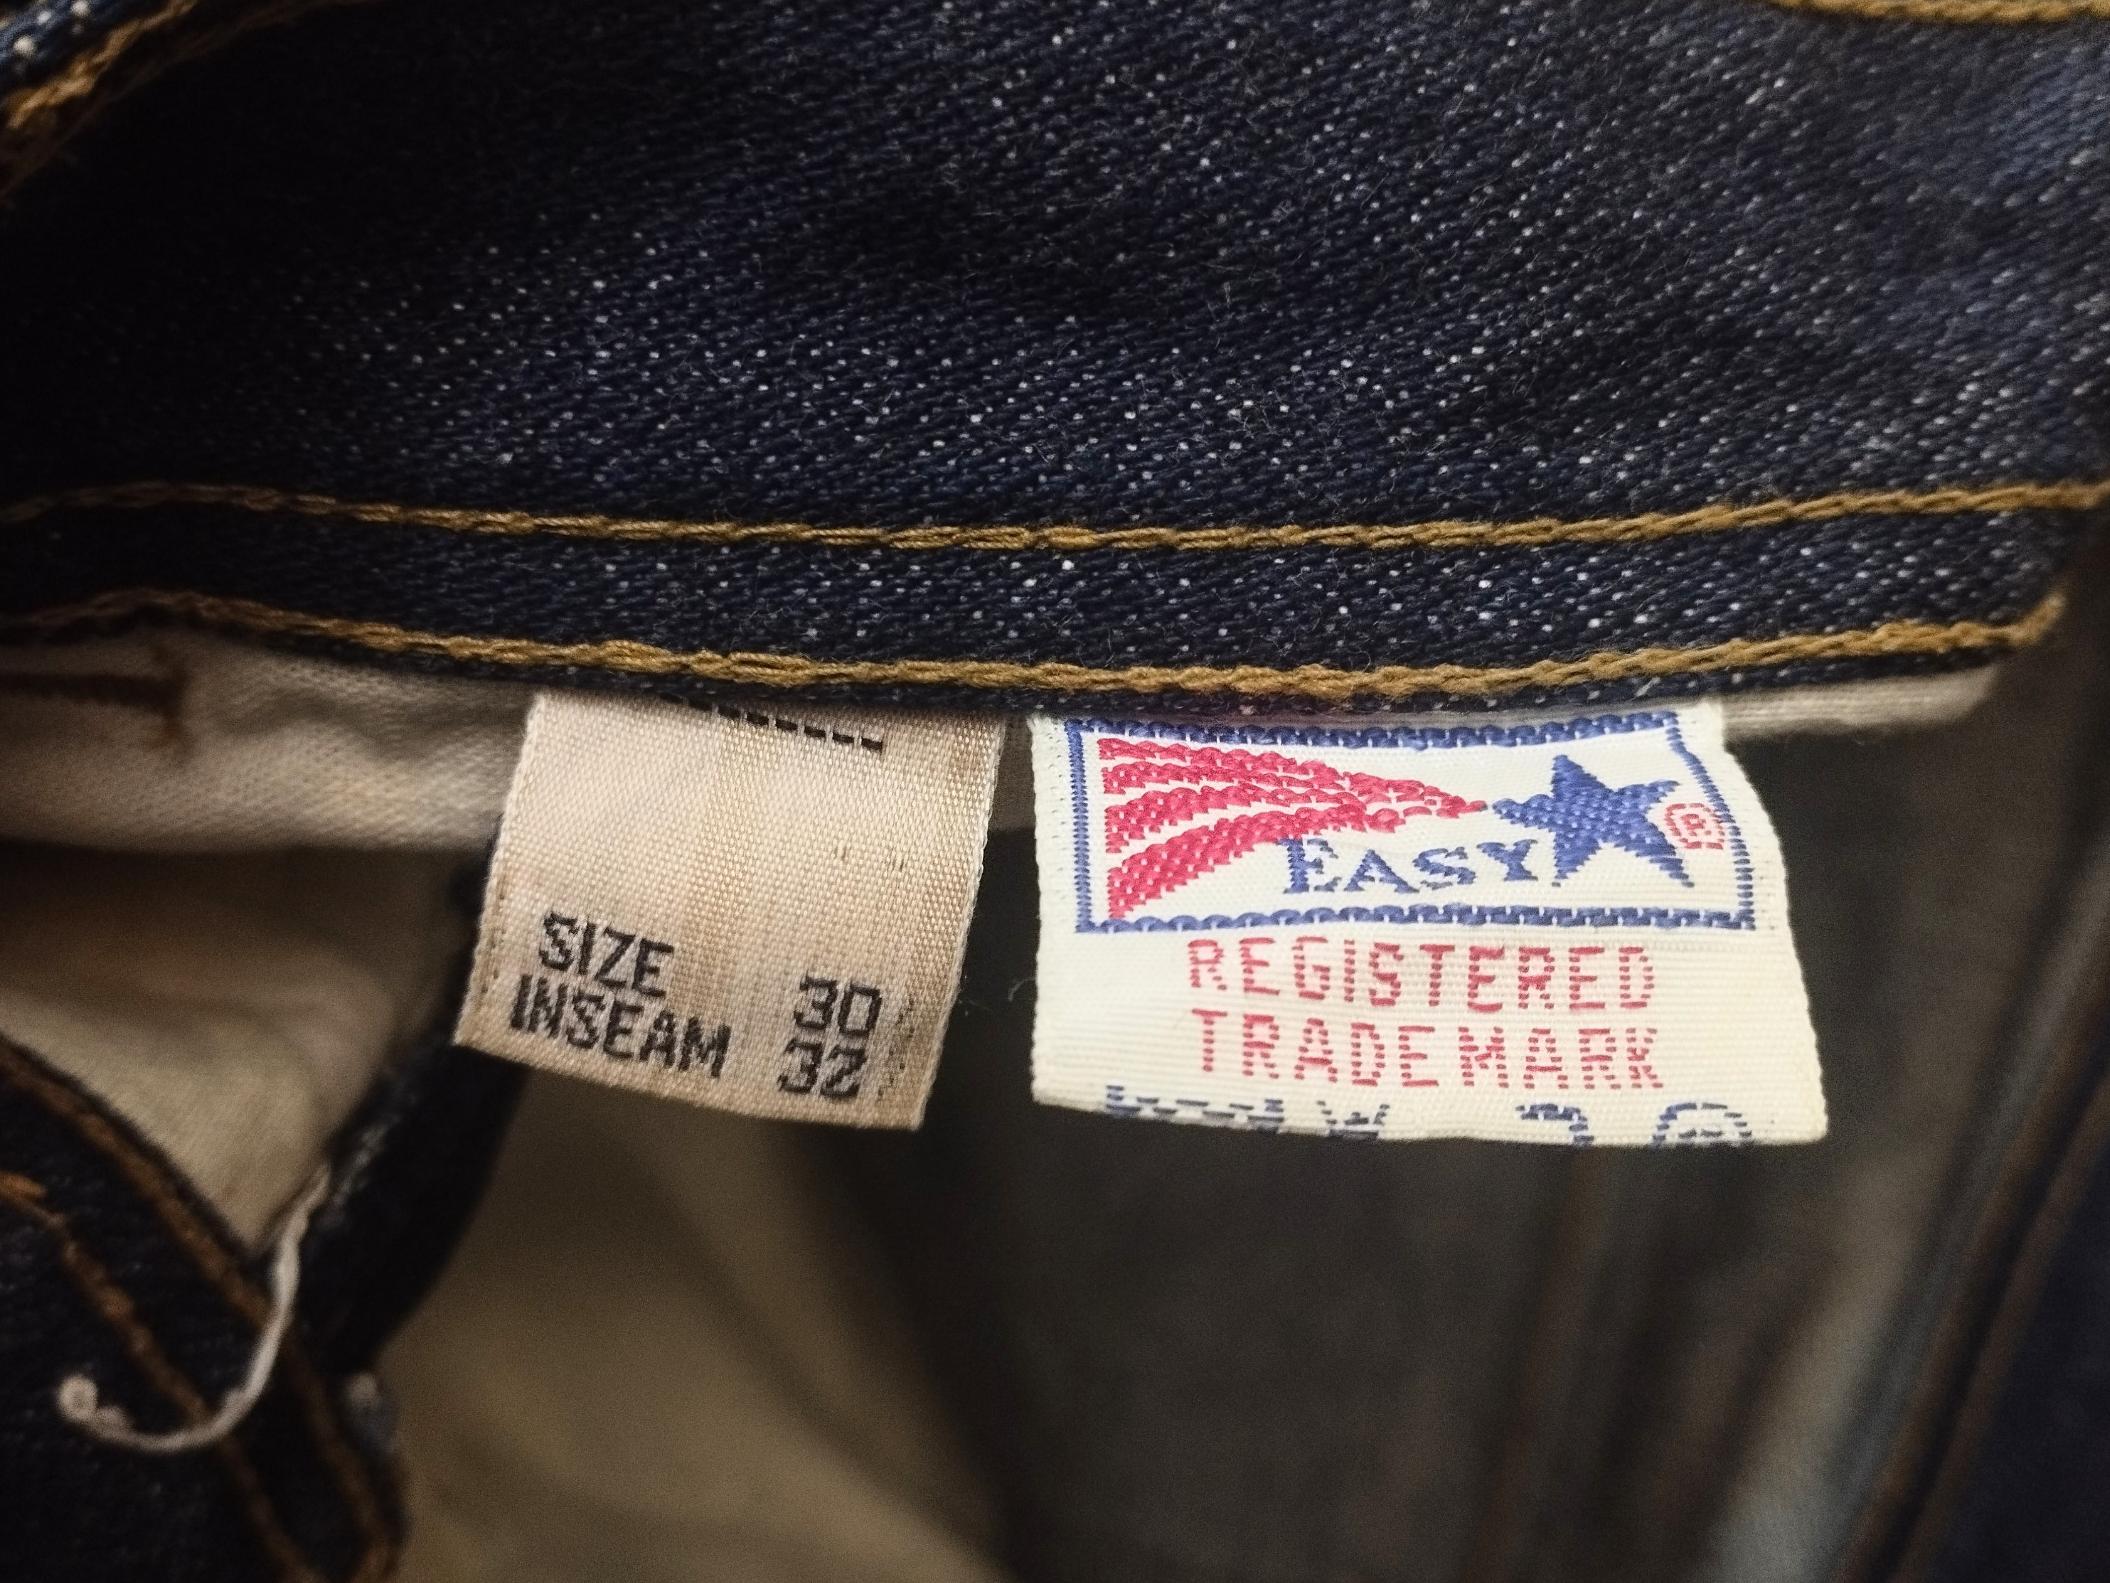 SIZE 30
INSEAM 32
EASY ®
REGISTERED
TRADEMARK